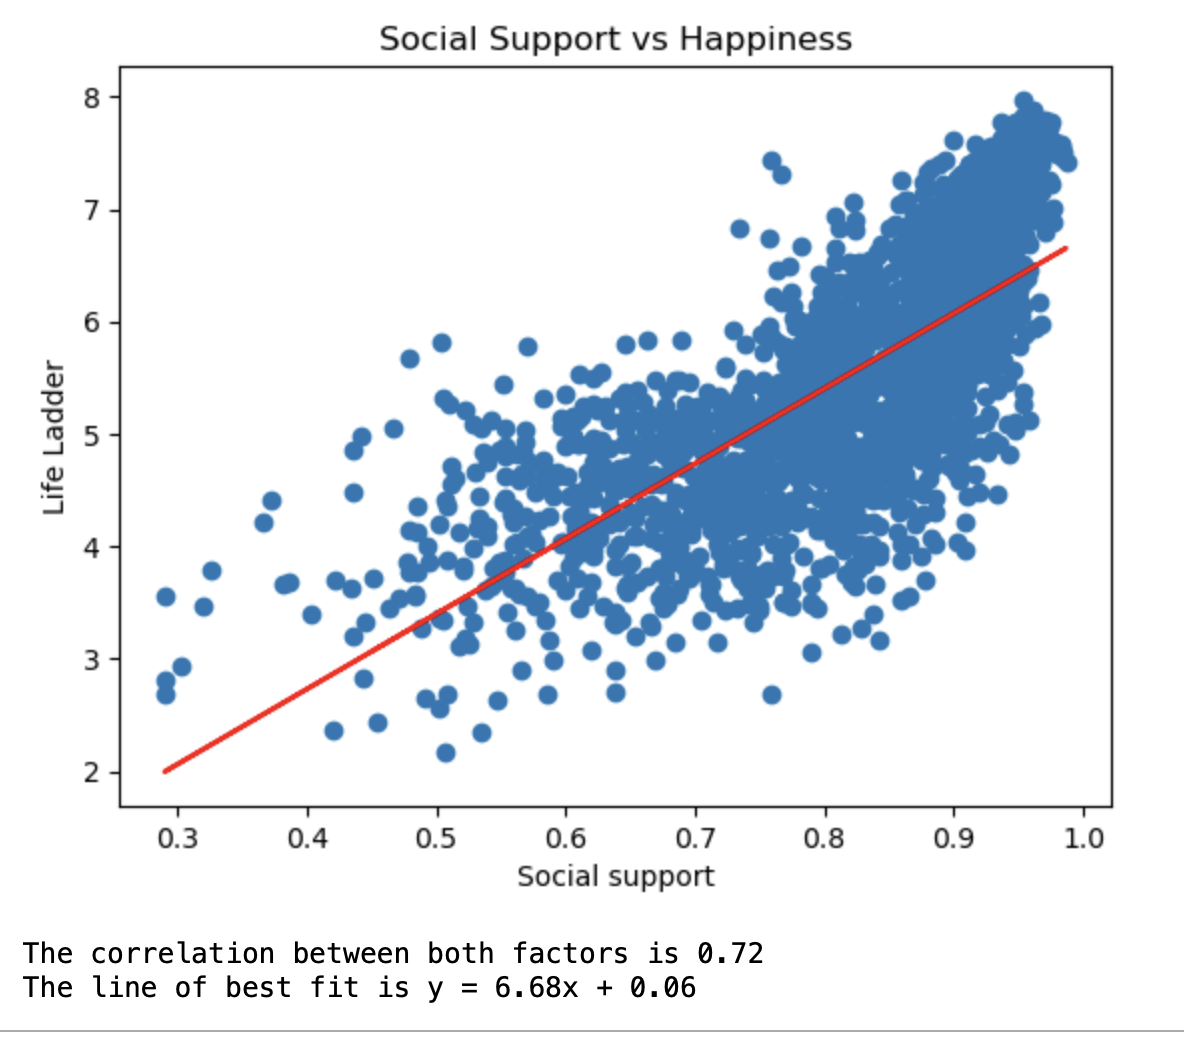 Social Support vs Happiness
8
7
6
5
4
3
2
Life Ladder
0.3 0.4 0.5 0.6 0.7 0.8 0.9 1.0
Social support
The correlation between both factors is 0.72
The line of best fit is y = 6.68x + 0.06